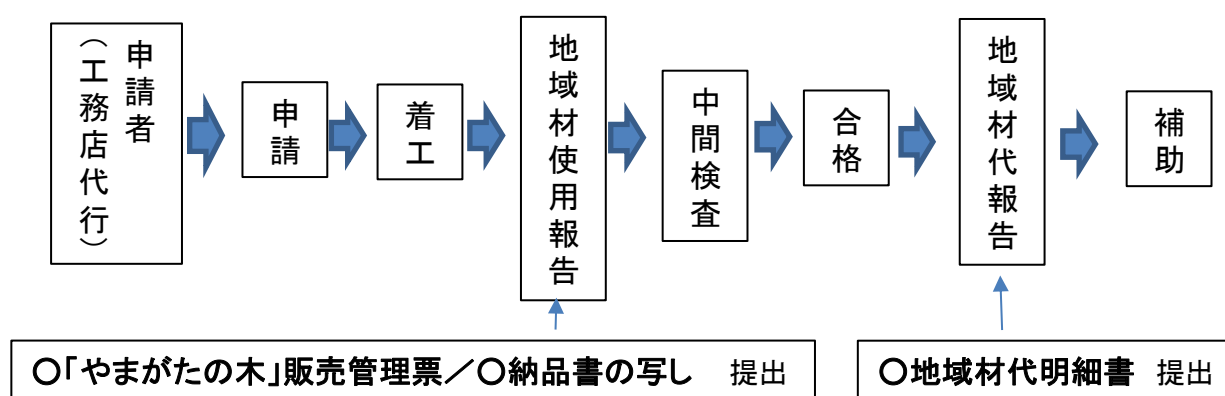 申請者
（工務店代行）
申請
着工
地域材使用報告
中間検査
合格
地域材代報告
補助
○「やまがたの木」販売管理票／○納品書の写し　提出
○地域材代明細書　提出